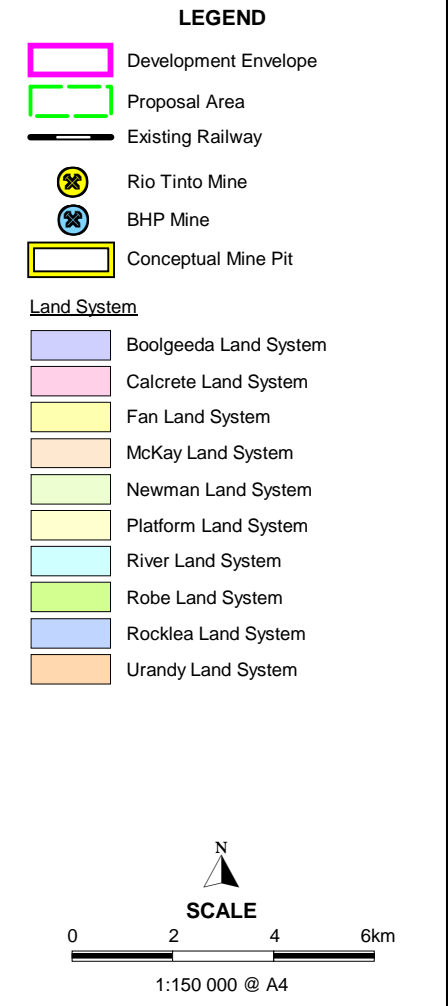 LEGEND
Development Envelope
Proposal Area
Existing Railway
Rio Tinto Mine
BHP Mine
Conceptual Mine Pit
Land System
Boolgeeda Land System
Calcrete Land System
Fan Land System
McKay Land System
Newman Land System
Platform Land System
River Land System
Robe Land System
Rocklea Land System
Urandy Land System
N
SCALE
0 2 4 6km
1:150 000 @ A4